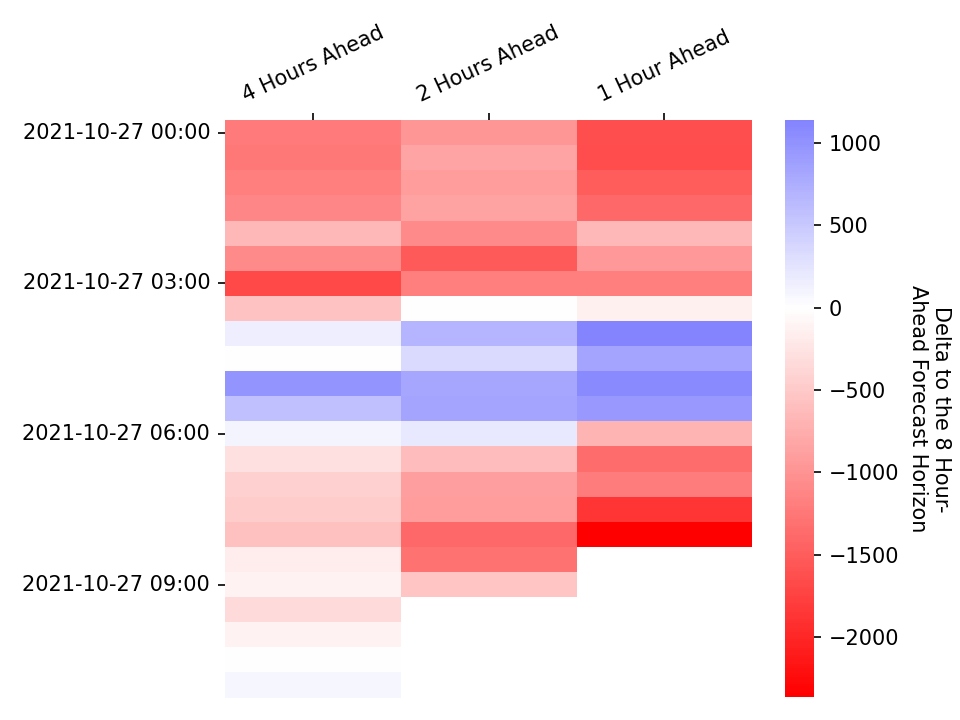 4 Hours Ahead
2 Hours Ahead
1 Hour Ahead
2021-10-27 00:00
2021-10-27 03:00
2021-10-27 06:00
2021-10-27 09:00
1000
500
0
−500
−1000
−1500
−2000
Delta to the 8 Hour-
Ahead Forecast Horizon